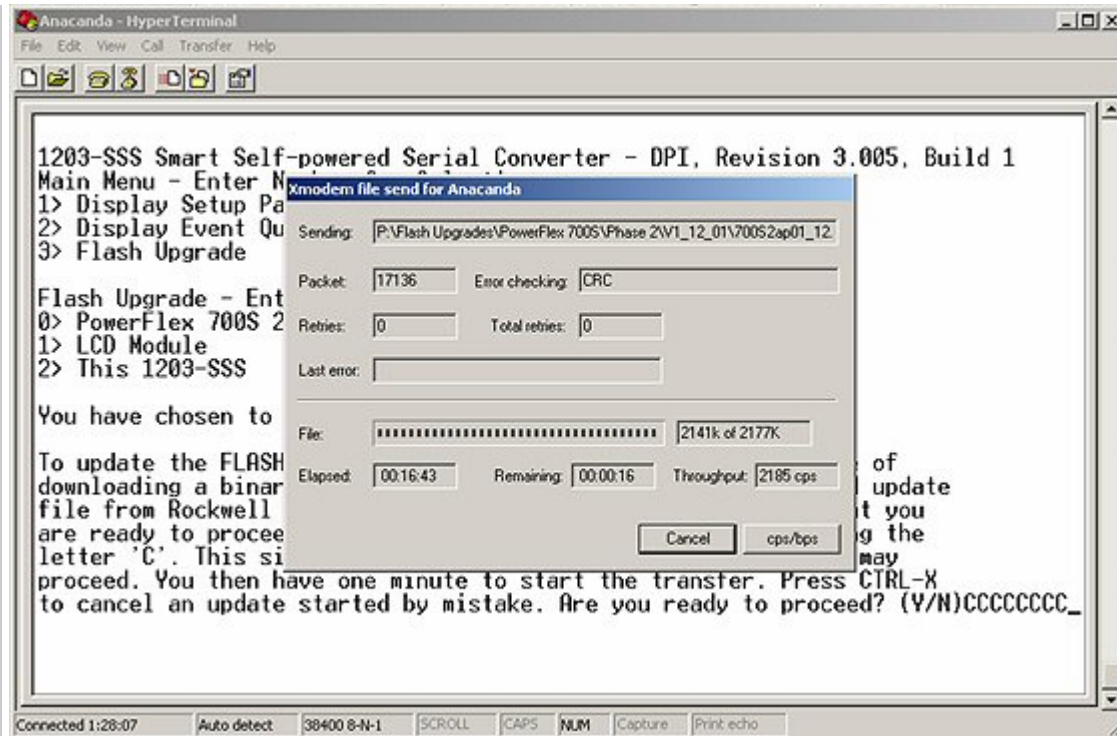 Anacanda - HyperTerminal
File Edit View Call Transfer Help
1203-SSS Smart Self-powered Serial Converter - DPI, Revision 3.005, Build 1
Main Menu - Enter
1> Display Setup Pa
2> Display Event Qu
3> Flash Upgrade
Flash Upgrade - Ent
0> PowerFlex 700S 2
1> LCD Module
2> This 1203-SSS
You have chosen to
To update the FLASH of
downloading a binar update
file from Rockwell t you
are ready to procee g the
letter 'C'. This si may
proceed. You then have one minute to start the transfer. Press CTRL-X
to cancel an update started by mistake. Are you ready to proceed? (Y/N)CCCCCCCCC_
Xmodem file send for Anacanda
Sending: P:\Flash Upgrades\PowerFlex 700S\Phase 2\V1_12_01\700S2ap01_12.
Packet: 17136 Error checking: CRC
Retries: 0 Total retries: 0
Last error:
File: 2141k of 2177K
Elapsed: 00:16:43 Remaining: 00:00:16 Throughput: 2185 cps
Cancel cps/bps
Connected 1:28:07 Auto detect 38400 8-N-1 SCROLL CAPS NUM Capture Print echo